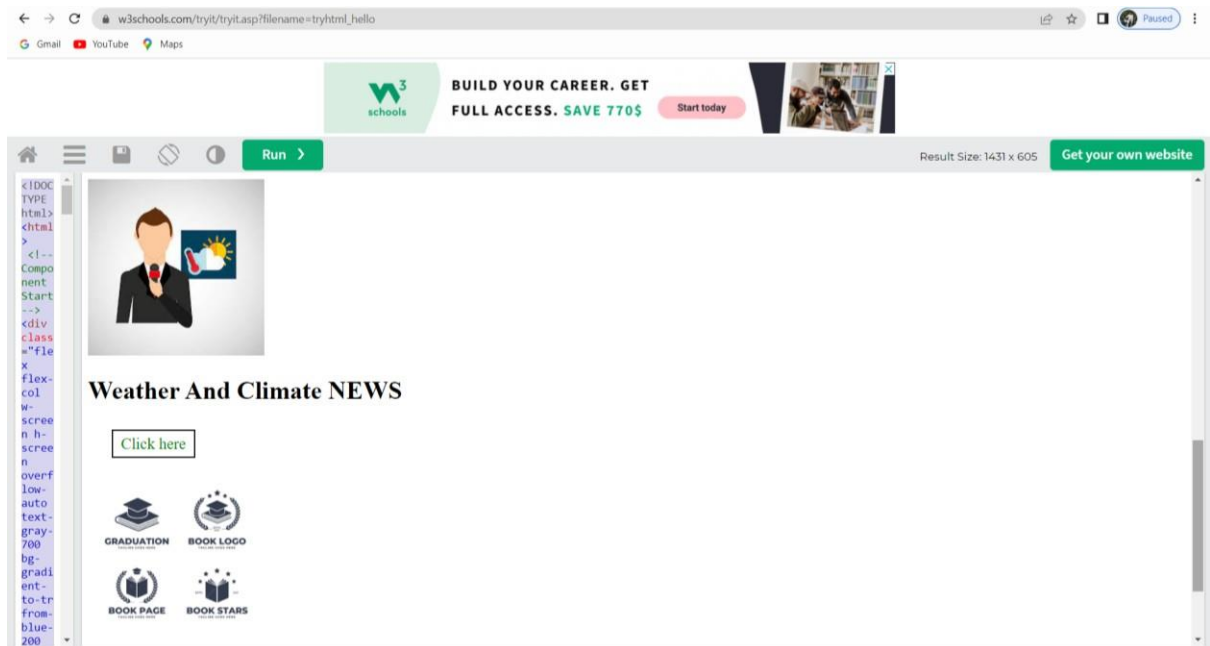 w3schools.com/tryit/tryit.asp?filename=tryhtml_hello
Paused
Gmail
YouTube
Maps
3
schools
BUILD YOUR CAREER. GET
FULL ACCESS. SAVE 770$
Start today
Run ❯
Result Size: 1431 x 605
Get your own website
<!DOC
TYPE
html>
<html
>
<!--
Compo
nent
Start
-->
<div
class
="fle
x
flex-
col
w-
scree
n h-
scree
n
overf
low-
auto
text-
gray-
700
bg-
gradi
ent-
to-tr
from-
blue-
200
Weather And Climate NEWS
Click here
GRADUATION
BOOK LOGO
BOOK PAGE
BOOK STARS